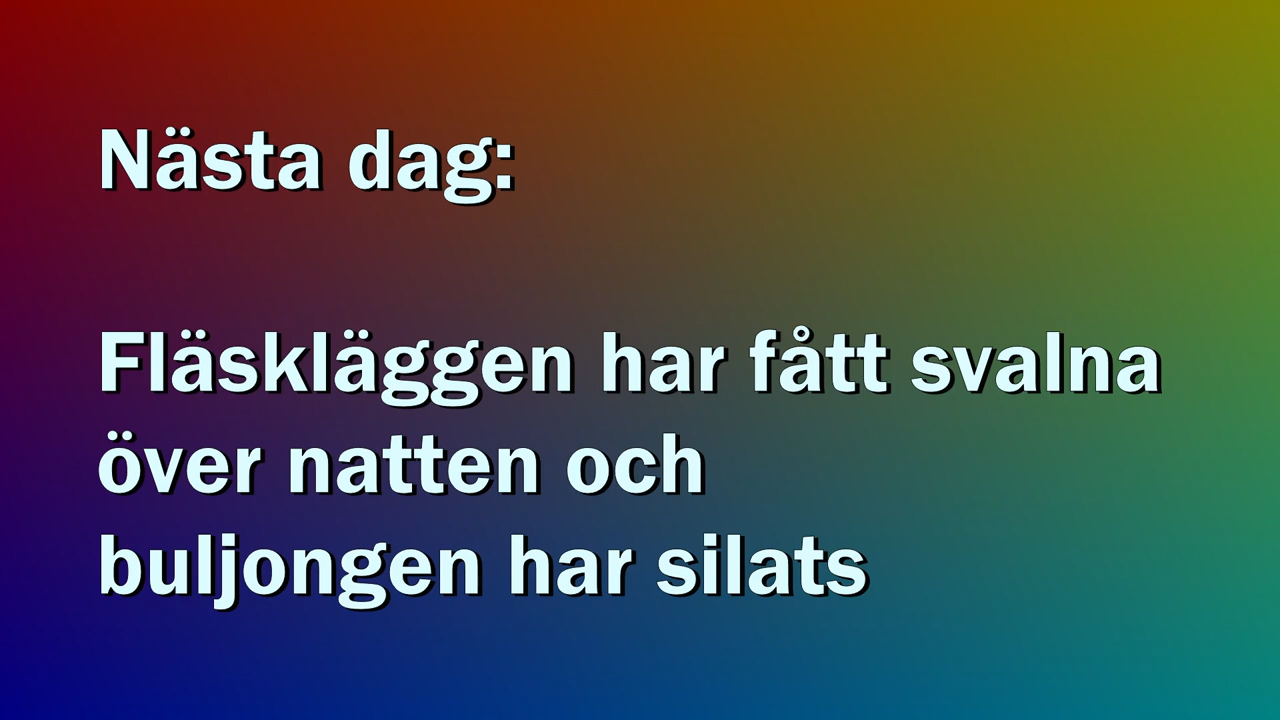 Nästa dag:
Fläskläggen har fått svalna
över natten och
buljongen har silats